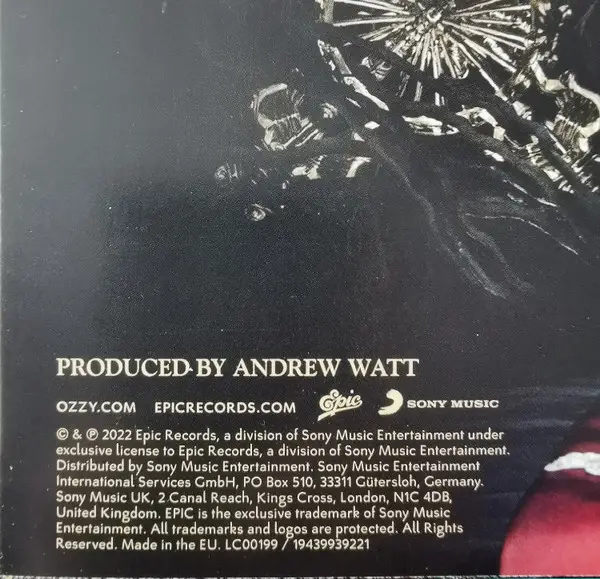 PRODUCED BY ANDREW WATT
OZZY.COM EPICRECORDS.COM Epic SONY MUSIC
© & ℗ 2022 Epic Records, a division of Sony Music Entertainment under
exclusive license to Epic Records, a division of Sony Music Entertainment.
Distributed by Sony Music Entertainment. Sony Music Entertainment
International Services GmbH, PO Box 510, 33311 Gütersloh, Germany.
Sony Music UK, 2 Canal Reach, Kings Cross, London, N1C 4DB,
United Kingdom. EPIC is the exclusive trademark of Sony Music
Entertainment. All trademarks and logos are protected. All Rights
Reserved. Made in the EU. LC00199 / 19439939221